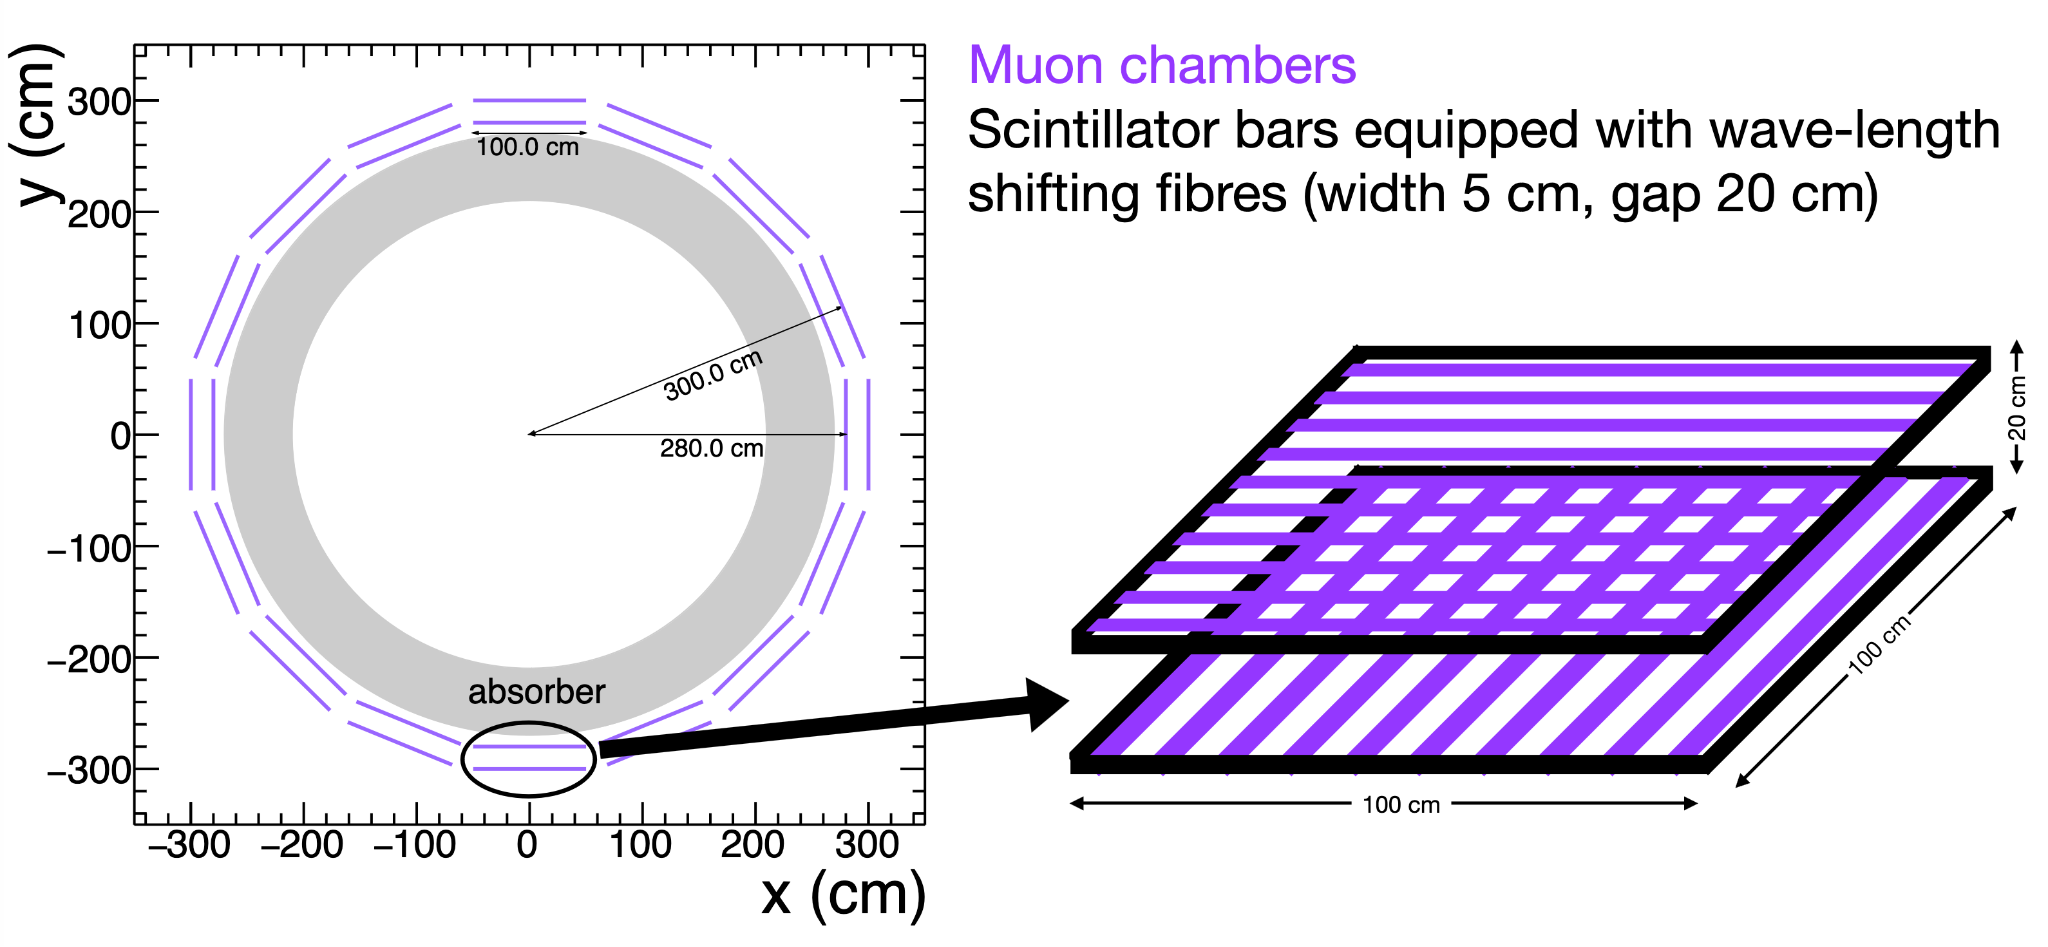 Muon chambers
Scintillator bars equipped with wave-length
shifting fibres (width 5 cm, gap 20 cm)
y (cm)
300
200
100
0
−100
−200
−300
100.0 cm
300.0 cm
280.0 cm
absorber
−300 −200 −100 0 100 200 300
x (cm)
20 cm
100 cm
100 cm